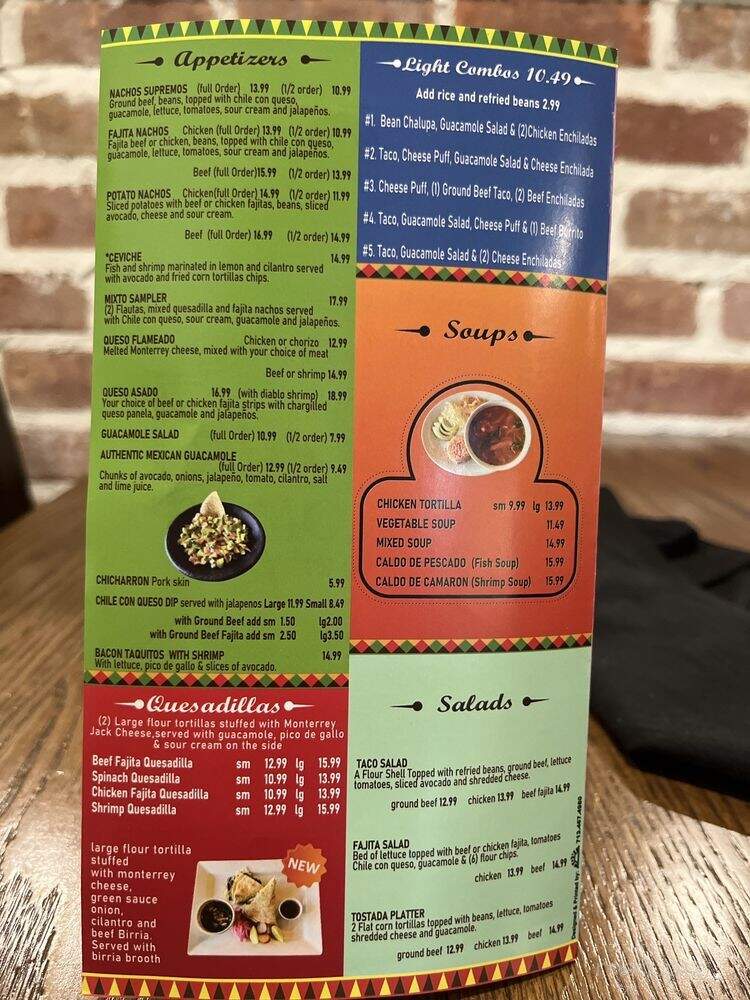 Appetizers
NACHOS SUPREMOS (full Order) 13.99 (1/2 order) 10.99
Ground beef, beans, topped with chile con queso,
guacamole, lettuce, tomatoes, sour cream and jalapeños.
FAJITA NACHOS Chicken (full Order) 13.99 (1/2 order) 10.99
Fajita beef or chicken, beans, topped with chile con queso,
guacamole, lettuce, tomatoes, sour cream and jalapeños.
Beef (full Order)15.99 (1/2 order) 13.99
POTATO NACHOS Chicken(full Order) 14.99 (1/2 order) 11.99
Sliced potatoes with beef or chicken fajitas, beans, sliced
avocado, cheese and sour cream.
Beef (full Order) 16.99 (1/2 order) 14.99
*CEVICHE 14.99
Fish and shrimp marinated in lemon and cilantro served
with avocado and fried corn tortillas chips.
MIXTO SAMPLER 17.99
(2) Flautas, mixed quesadilla and fajita nachos served
with Chile con queso, sour cream, guacamole and jalapeños.
QUESO FLAMEADO Chicken or chorizo 12.99
Melted Monterrey cheese, mixed with your choice of meat
Beef or shrimp 14.99
QUESO ASADO 16.99 (with diablo shrimp) 18.99
Your choice of beef or chicken fajita strips with chargilled
queso panela, guacamole and jalapeños.
GUACAMOLE SALAD (full Order) 10.99 (1/2 order) 7.99
AUTHENTIC MEXICAN GUACAMOLE
(full Order) 12.99 (1/2 order) 9.49
Chunks of avocado, onions, jalapeño, tomato, cilantro, salt
and lime juice.
CHICHARRON Pork skin 5.99
CHILE CON QUESO DIP served with jalapenos Large 11.99 Small 8.49
with Ground Beef add sm 1.50 lg2.00
with Ground Beef Fajita add sm 2.50 lg3.50
BACON TAQUITOS WITH SHRIMP 14.99
With lettuce, pico de gallo & slices of avocado.
Quesadillas
(2) Large flour tortillas stuffed with Monterrey
Jack Cheese,served with guacamole, pico de gallo
& sour cream on the side
Beef Fajita Quesadilla sm 12.99 lg 15.99
Spinach Quesadilla sm 10.99 lg 13.99
Chicken Fajita Quesadilla sm 10.99 lg 13.99
Shrimp Quesadilla sm 12.99 lg 15.99
large flour tortilla
stuffed
with monterrey
cheese,
green sauce
onion,
cilantro and
beef Birria.
Served with
birria brooth
NEW
Light Combos 10.49
Add rice and refried beans 2.99
#1. Bean Chalupa, Guacamole Salad & (2)Chicken Enchiladas
#2. Taco, Cheese Puff, Guacamole Salad & Cheese Enchilada
#3. Cheese Puff, (1) Ground Beef Taco, (2) Beef Enchiladas
#4. Taco, Guacamole Salad, Cheese Puff & (1) Beef Burrito
#5. Taco, Guacamole Salad & (2) Cheese Enchiladas
Soups
CHICKEN TORTILLA sm 9.99 lg 13.99
VEGETABLE SOUP 11.49
MIXED SOUP 14.99
CALDO DE PESCADO (Fish Soup) 15.99
CALDO DE CAMARON (Shrimp Soup) 15.99
Salads
TACO SALAD
A Flour Shell Topped with refried beans, ground beef, lettuce
tomatoes, sliced avocado and shredded cheese.
ground beef 12.99 chicken 13.99 beef fajita 14.99
FAJITA SALAD
Bed of lettuce topped with beef or chicken fajita, tomatoes
Chile con queso, guacamole & (6) flour chips.
chicken 13.99 beef 14.99
TOSTADA PLATTER
2 Flat corn tortillas topped with beans, lettuce, tomatoes
shredded cheese and guacamole.
ground beef 12.99 chicken 13.99 beef 14.99
Designed & Printed by: 713.467.4980